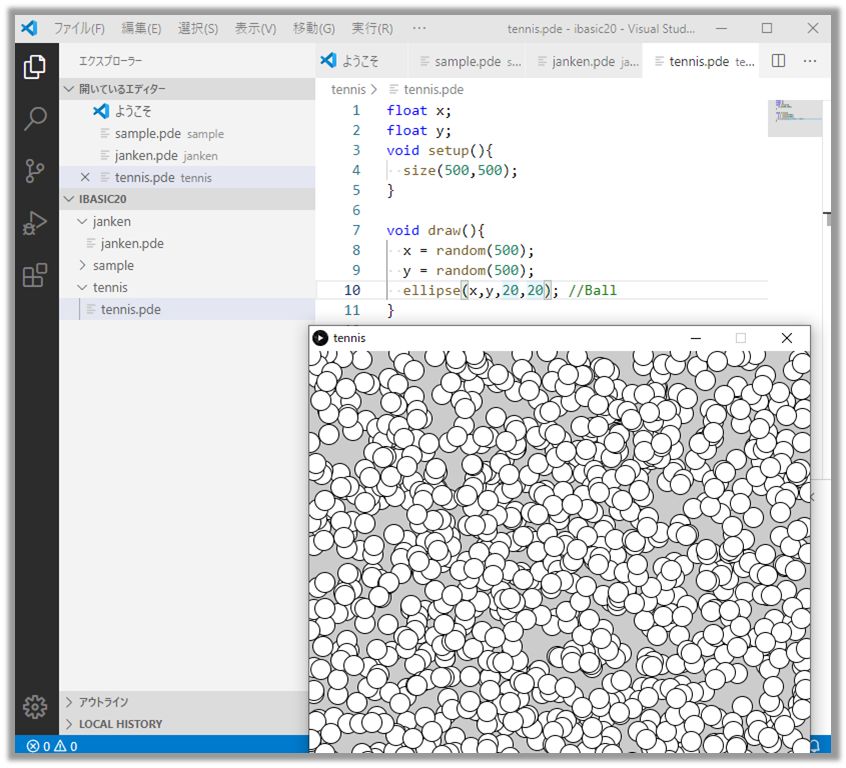 ファイル(F) 編集(E) 選択(S) 表示(V) 移動(G) 実行(R) ··· tennis.pde - ibasic20 - Visual Stud...
エクスプローラー
開いているエディター
ようこそ
sample.pde sample
janken.pde janken
tennis.pde tennis
IBASIC20
janken
janken.pde
sample
tennis
tennis.pde
アウトライン
LOCAL HISTORY
0 0
ようこそ sample.pde s... janken.pde ja... tennis.pde te... ···
tennis > tennis.pde
1 float x;
2 float y;
3 void setup(){
4 size(500,500);
5 }
6
7 void draw(){
8 x = random(500);
9 y = random(500);
10 ellipse(x,y,20,20); //Ball
11 }
tennis